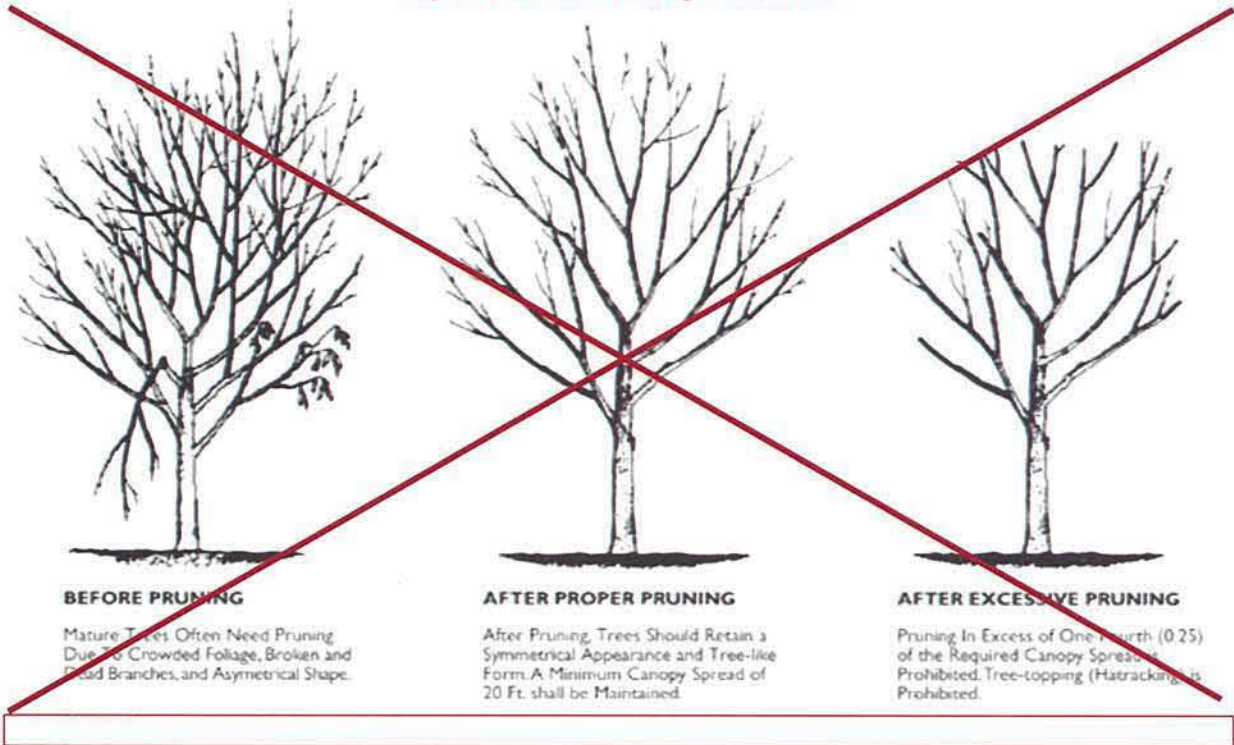 BEFORE PRUNING
Mature Trees Often Need Pruning
Due To Crowded Foliage, Broken and
Dead Branches, and Asymetrical Shape.
AFTER PROPER PRUNING
After Pruning, Trees Should Retain a
Symmetrical Appearance and Tree-like
Form. A Minimum Canopy Spread of
20 Ft. shall be Maintained.
AFTER EXCESSIVE PRUNING
Pruning In Excess of One Fourth (0.25)
of the Required Canopy Spread is
Prohibited. Tree-topping (Hatracking) is
Prohibited.